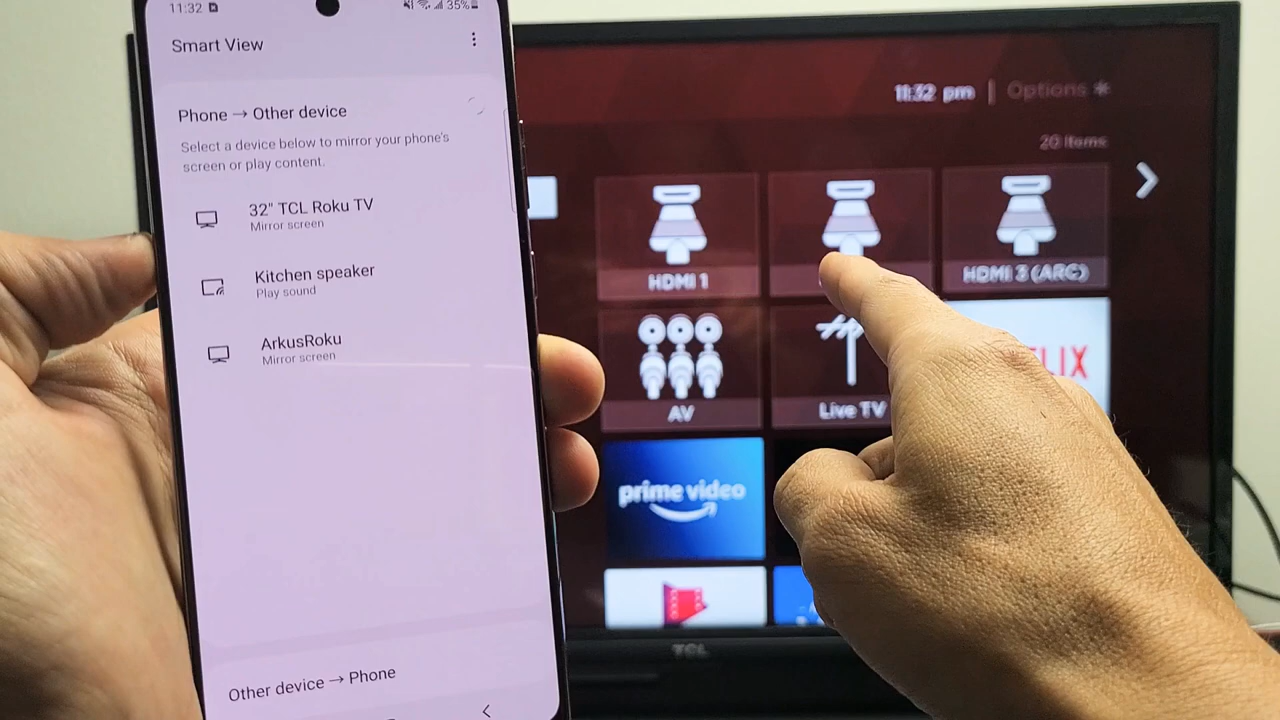 11:32
35%
Smart View
Phone → Other device
Select a device below to mirror your phone's
screen or play content.
32" TCL Roku TV
Mirror screen
Kitchen speaker
Play sound
ArkusRoku
Mirror screen
Other device → Phone
11:32 pm | Options ✱
20 items
HDMI 1
HDMI 3 (ARC)
AV
Live TV
prime video
TCL